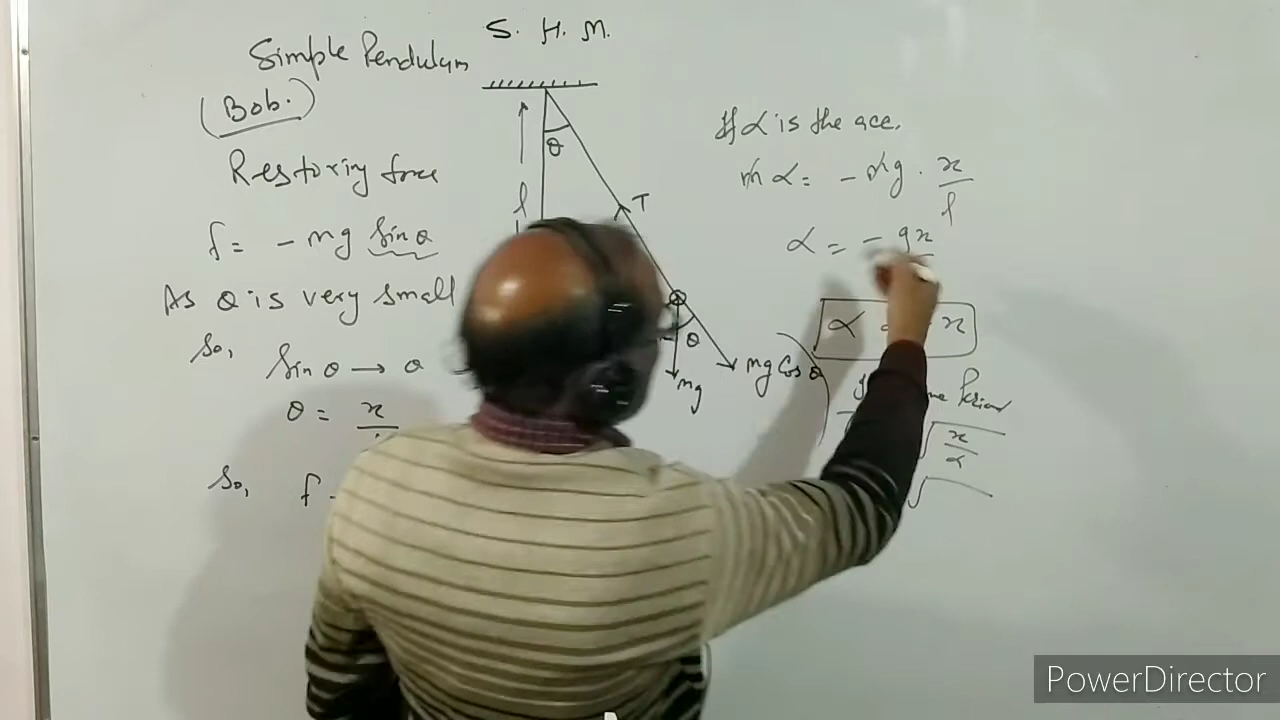 S. H. M.
Simple Pendulum
(Bob.)
Restoring force
f = - mg Sin θ
As θ is very small
So,
Sin θ → θ
θ = x
So, f
θ
l
T
θ
mg
mg Cos θ
If α is the acc.
m α = - mg . x/l
α = - gx
α x
Period
√x/α
√
PowerDirector